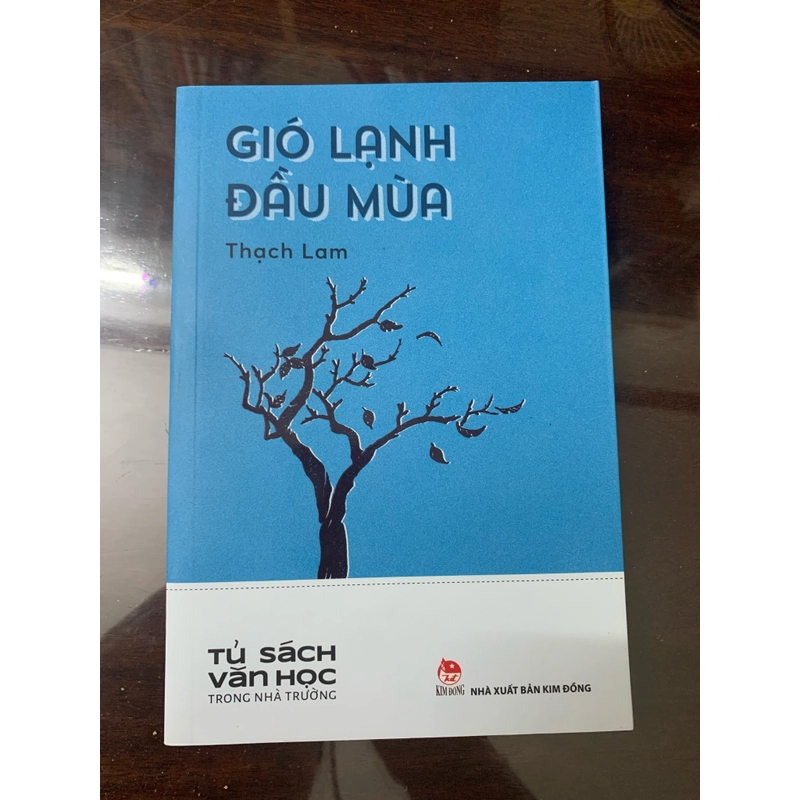 GIÓ LẠNH
ĐẦU MÙA
Thạch Lam
TỦ SÁCH
VĂN HỌC
TRONG NHÀ TRƯỜNG
KIM ĐỒNG
NHÀ XUẤT BẢN KIM ĐỒNG